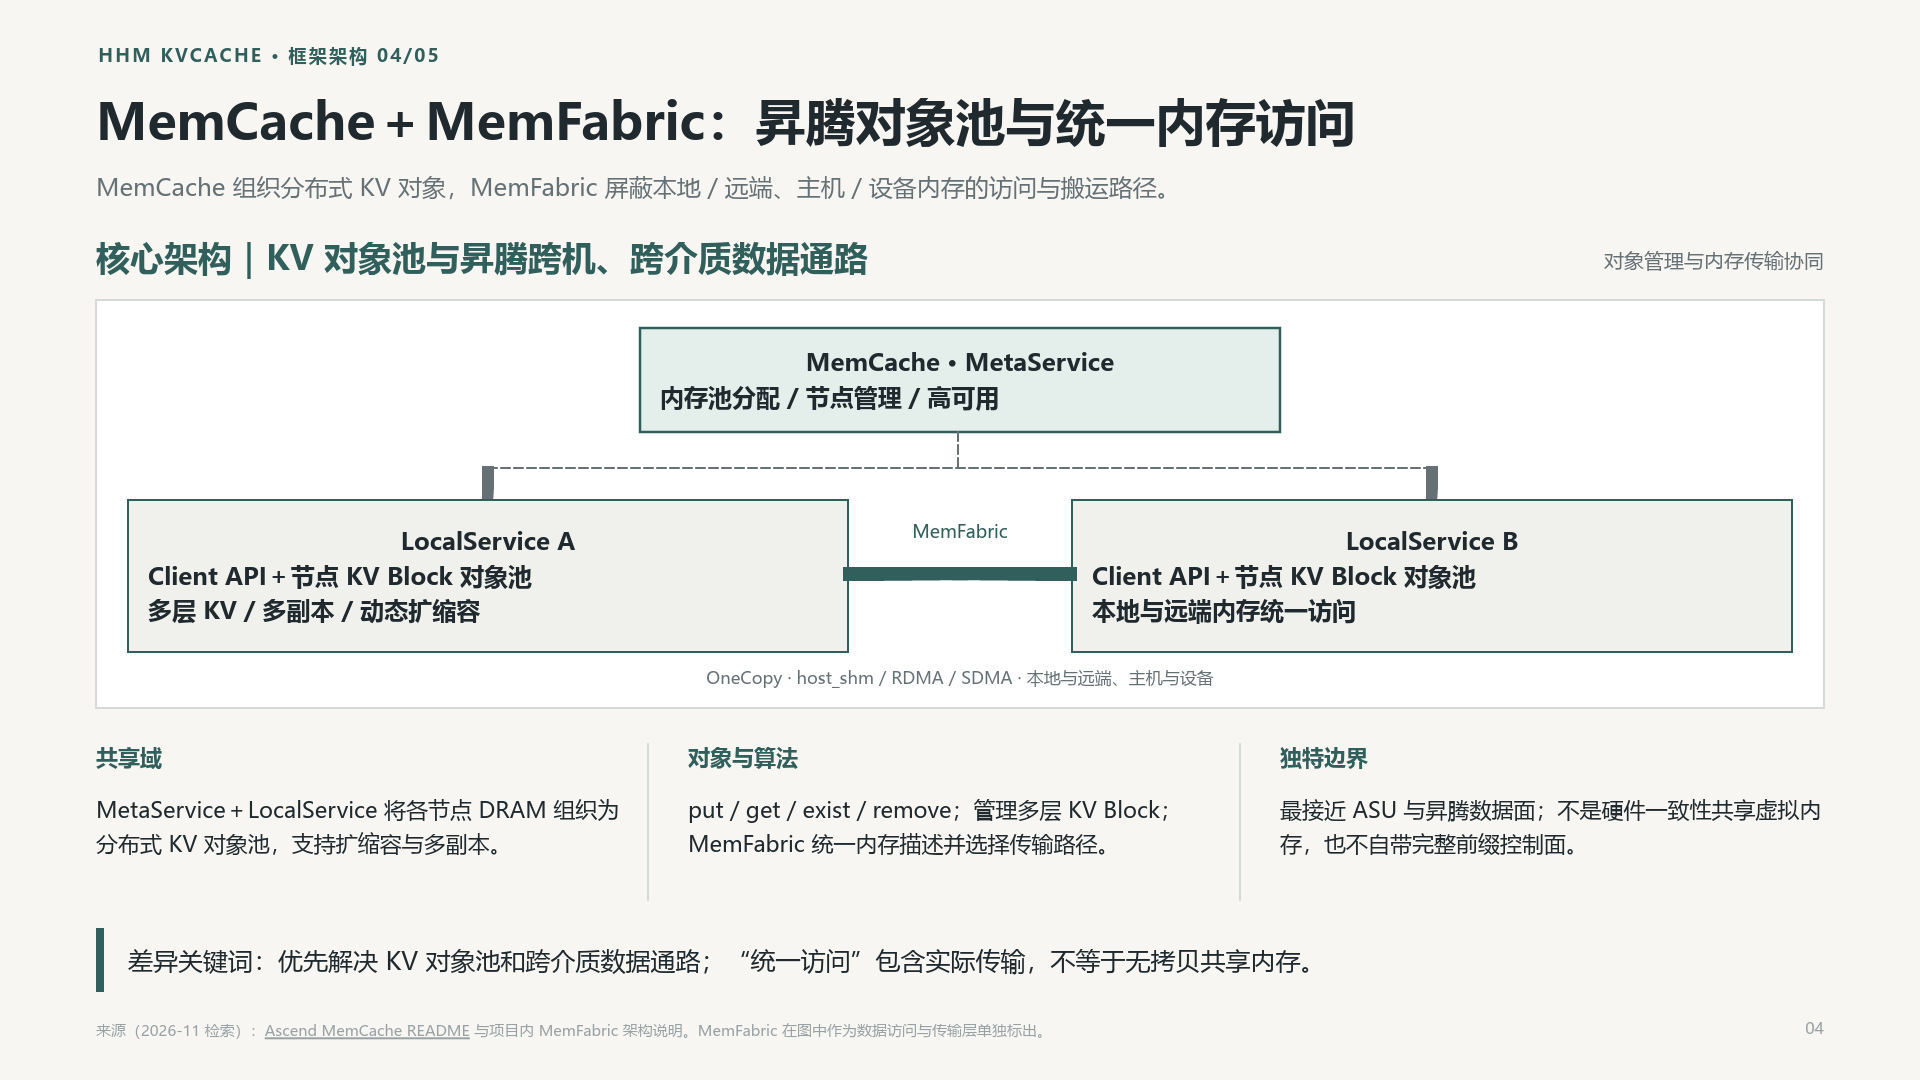 HHM KVCACHE • 框架架构 04/05
MemCache + MemFabric：昇腾对象池与统一内存访问
MemCache 组织分布式 KV 对象，MemFabric 屏蔽本地 / 远端、主机 / 设备内存的访问与搬运路径。
核心架构｜KV 对象池与昇腾跨机、跨介质数据通路
对象管理与内存传输协同
MemCache • MetaService
内存池分配 / 节点管理 / 高可用
LocalService A
Client API + 节点 KV Block 对象池
多层 KV / 多副本 / 动态扩缩容
MemFabric
LocalService B
Client API + 节点 KV Block 对象池
本地与远端内存统一访问
OneCopy · host_shm / RDMA / SDMA · 本地与远端、主机与设备
共享域
MetaService + LocalService 将各节点 DRAM 组织为
分布式 KV 对象池，支持扩缩容与多副本。
对象与算法
put / get / exist / remove；管理多层 KV Block；
MemFabric 统一内存描述并选择传输路径。
独特边界
最接近 ASU 与昇腾数据面；不是硬件一致性共享虚拟内
存，也不自带完整前缀控制面。
差异关键词：优先解决 KV 对象池和跨介质数据通路；“统一访问”包含实际传输，不等于无拷贝共享内存。
来源（2026-11 检索）：Ascend MemCache README 与项目内 MemFabric 架构说明。MemFabric 在图中作为数据访问与传输层单独标出。
04